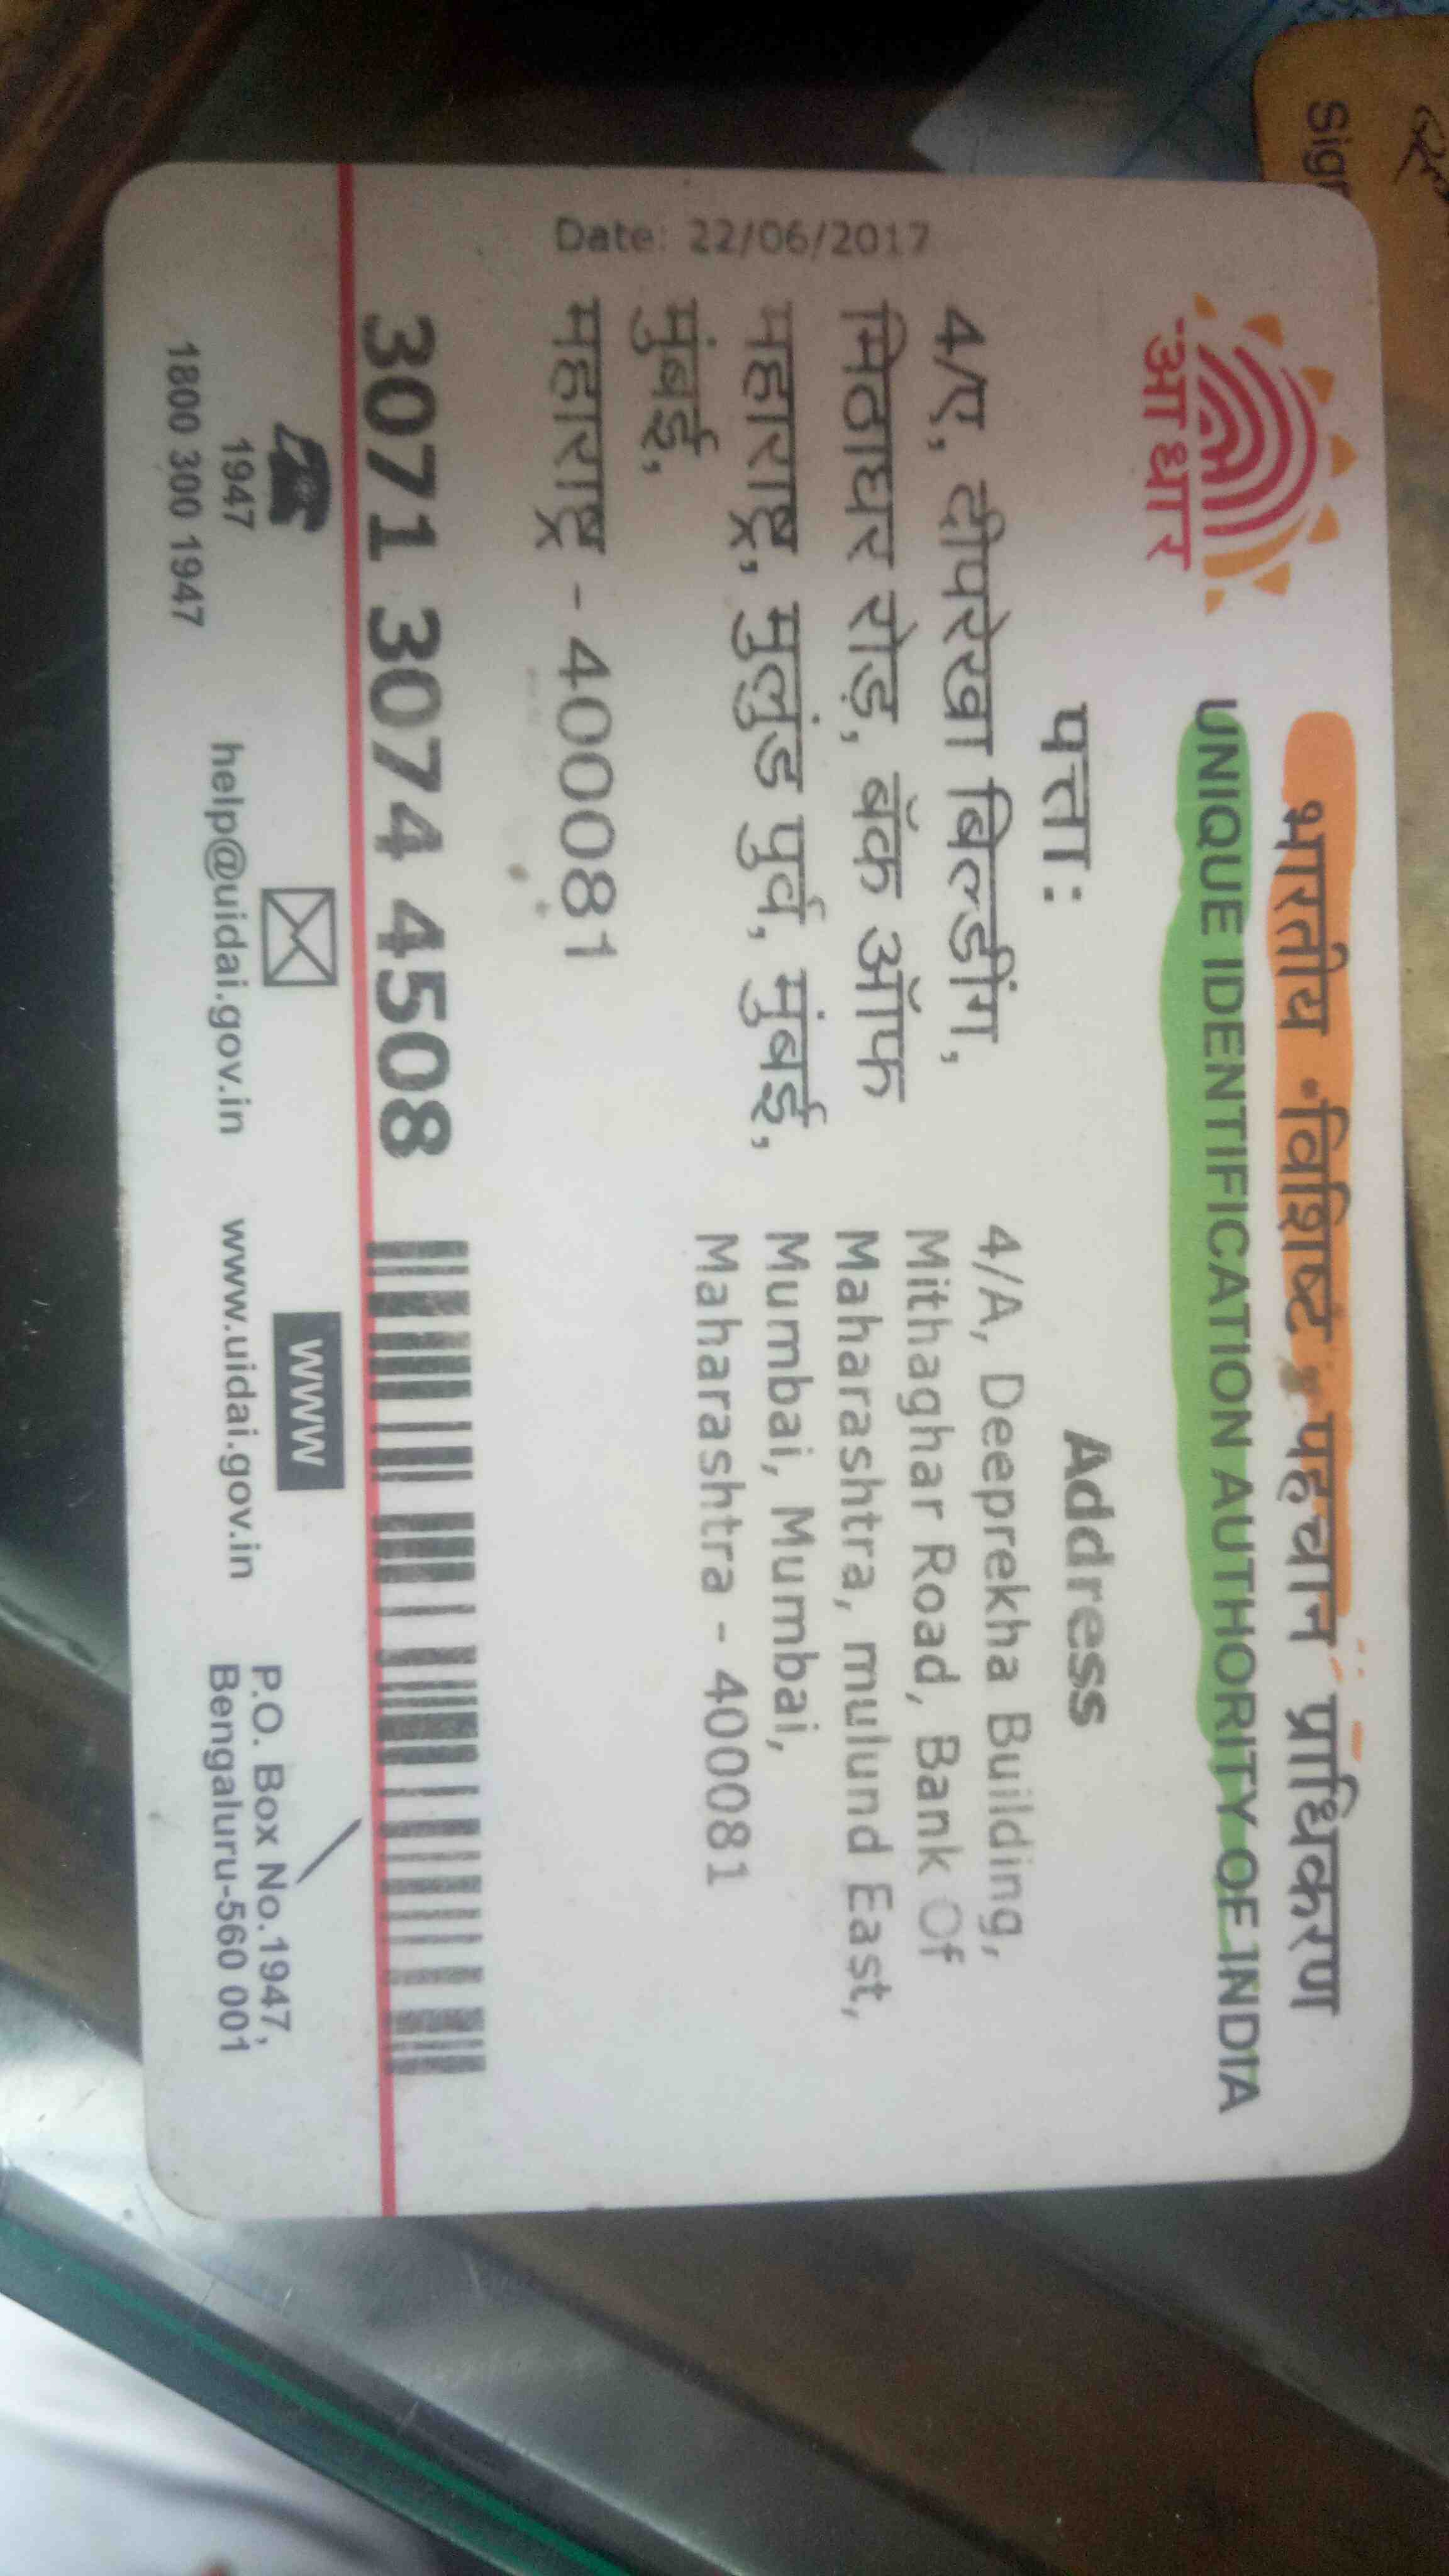 Sign
भारतीय विशिष्ट पहचान प्राधिकरण
UNIQUE IDENTIFICATION AUTHORITY OF INDIA
आधार
पत्ता:
4/ए, दीपरेखा बिल्डींग,
मिठाघर रोड, बॅक ऑफ
महाराष्ट्र, मुलुंड पुर्व, मुंबई,
मुंबई,
महाराष्ट्र - 400081
Address
4/A, Deeprekha Building,
Mithaghar Road, Bank Of
Maharashtra, mulund East,
Mumbai, Mumbai,
Maharashtra - 400081
Date: 22/06/2017
3071 3074 4508
1947
1800 300 1947
help@uidai.gov.in
WWW
www.uidai.gov.in
P.O. Box No.1947,
Bengaluru-560 001